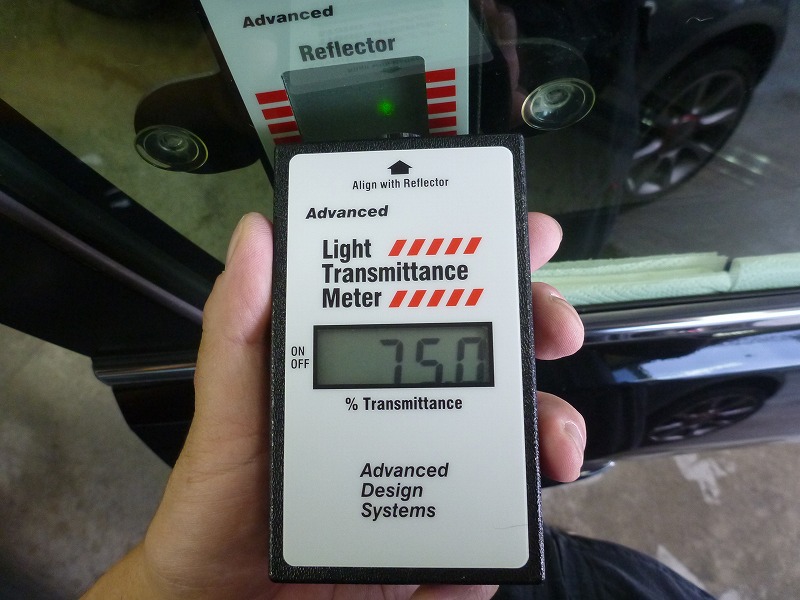 Advanced
Reflector
Align with Reflector
Advanced
Light
Transmittance
Meter
ON
OFF
75.0
% Transmittance
Advanced
Design
Systems